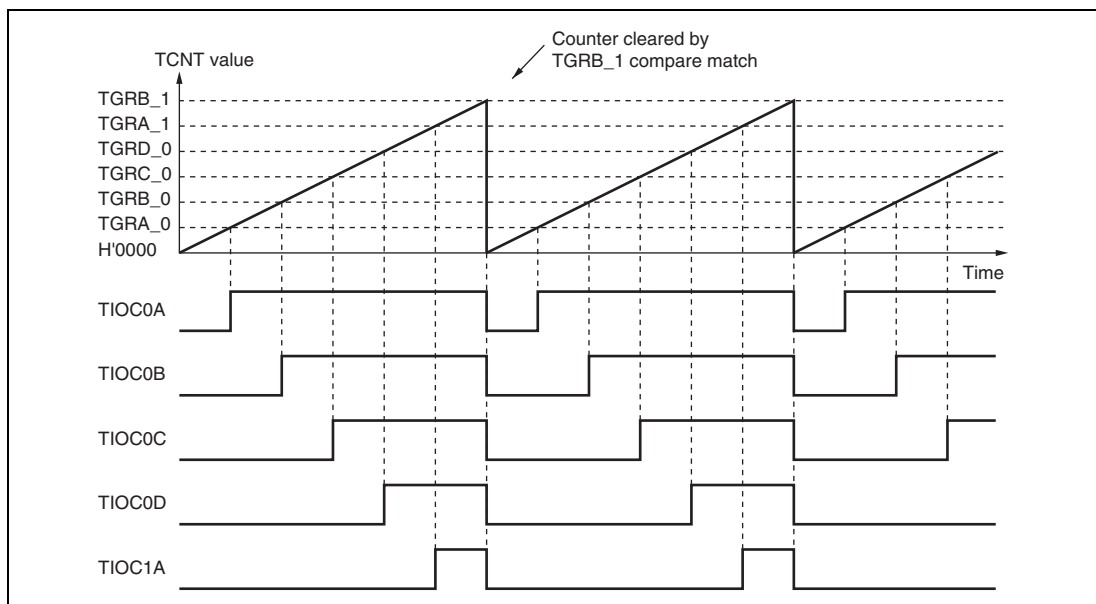 Counter cleared by
TGRB_1 compare match
TCNT value
TGRB_1
TGRA_1
TGRD_0
TGRC_0
TGRB_0
TGRA_0
H'0000
Time
TIOC0A
TIOC0B
TIOC0C
TIOC0D
TIOC1A